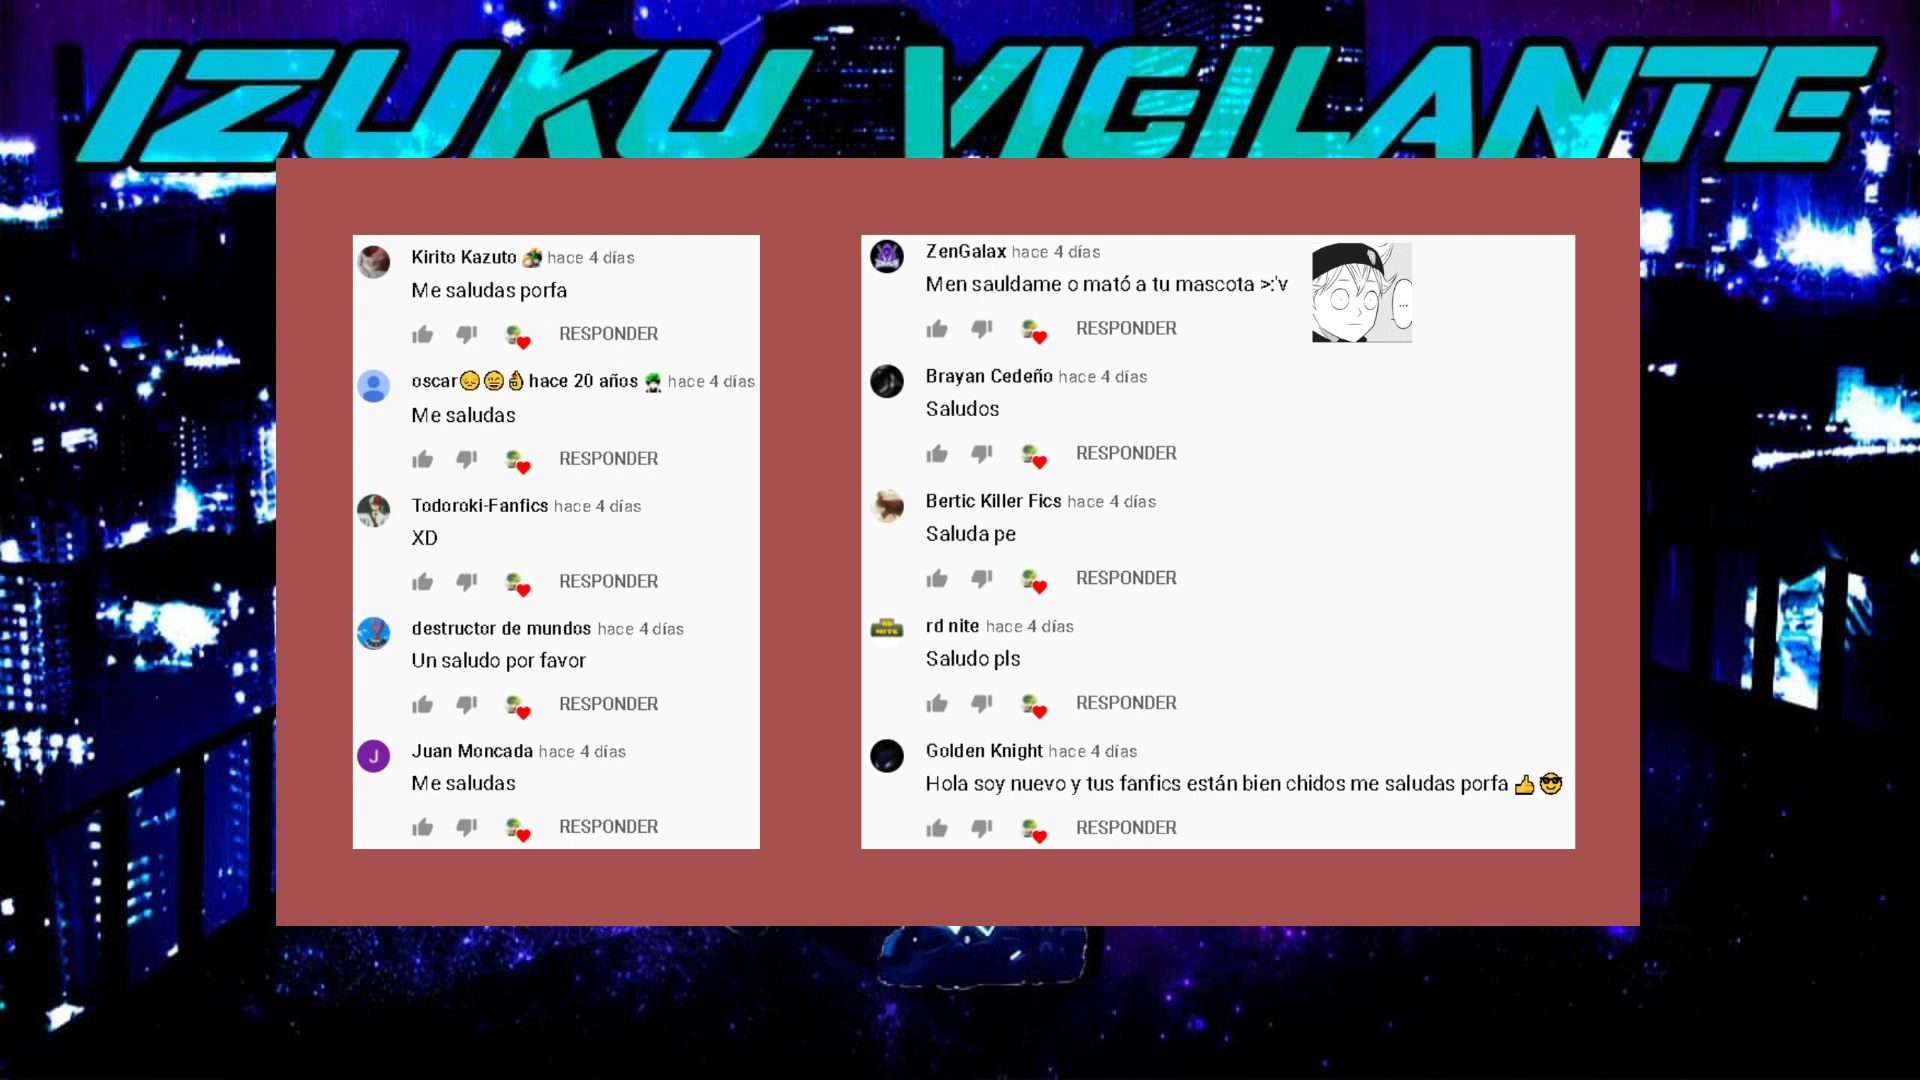 IZUKU VIGILANTE
Kirito Kazuto hace 4 días
Me saludas porfa
RESPONDER
oscar😔😁👌hace 20 años hace 4 días
Me saludas
RESPONDER
Todoroki-Fanfics hace 4 días
XD
RESPONDER
destructor de mundos hace 4 días
Un saludo por favor
RESPONDER
J
Juan Moncada hace 4 días
Me saludas
RESPONDER
ZenGalax hace 4 días
Men sauldame o mató a tu mascota >:'v
...
RESPONDER
Brayan Cedeño hace 4 días
Saludos
RESPONDER
Bertic Killer Fics hace 4 días
Saluda pe
RESPONDER
NITE
rd nite hace 4 días
Saludo pls
RESPONDER
Golden Knight hace 4 días
Hola soy nuevo y tus fanfics están bien chidos me saludas porfa 👍😎
RESPONDER